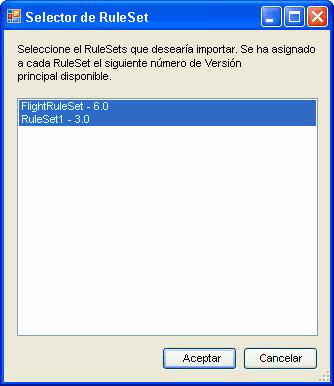 Selector de RuleSet
Seleccione el RuleSets que desearía importar. Se ha asignado
a cada RuleSet el siguiente número de Versión
principal disponible.
FlightRuleSet - 6.0
RuleSet1 - 3.0
Aceptar
Cancelar